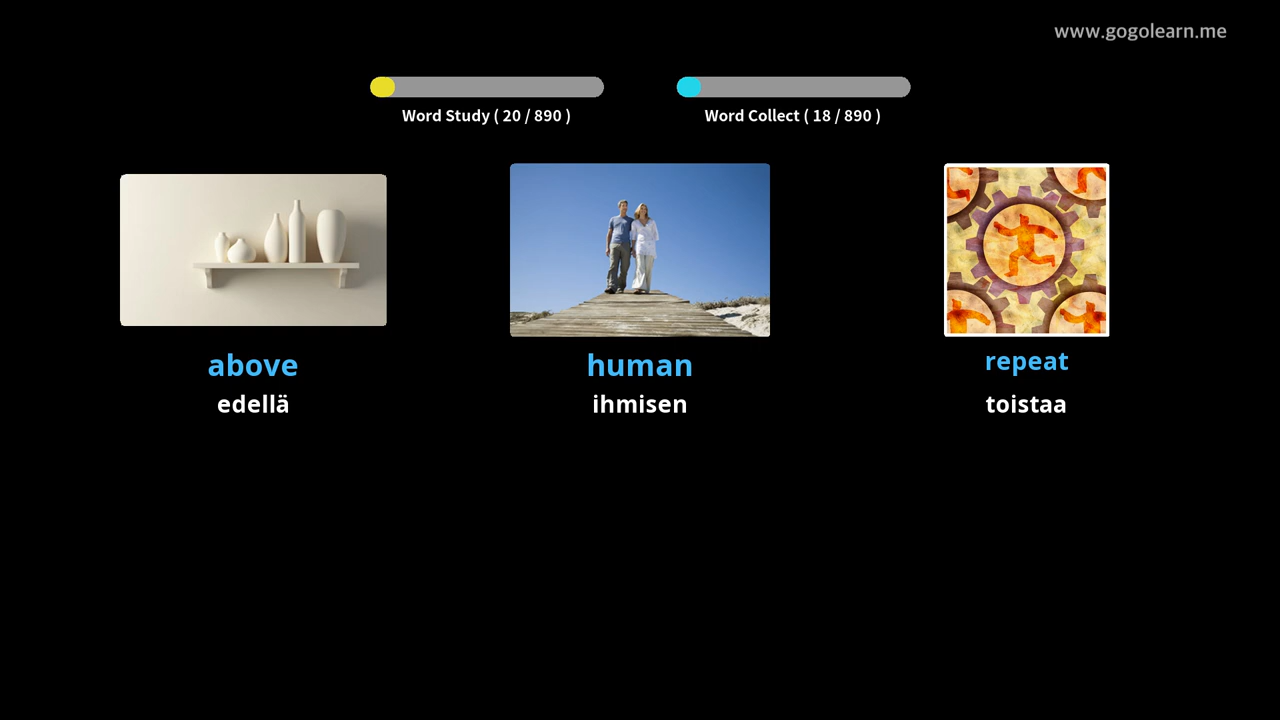 www.gogolearn.me
Word Study ( 20 / 890 )
Word Collect ( 18 / 890 )
above
edellä
human
ihmisen
repeat
toistaa